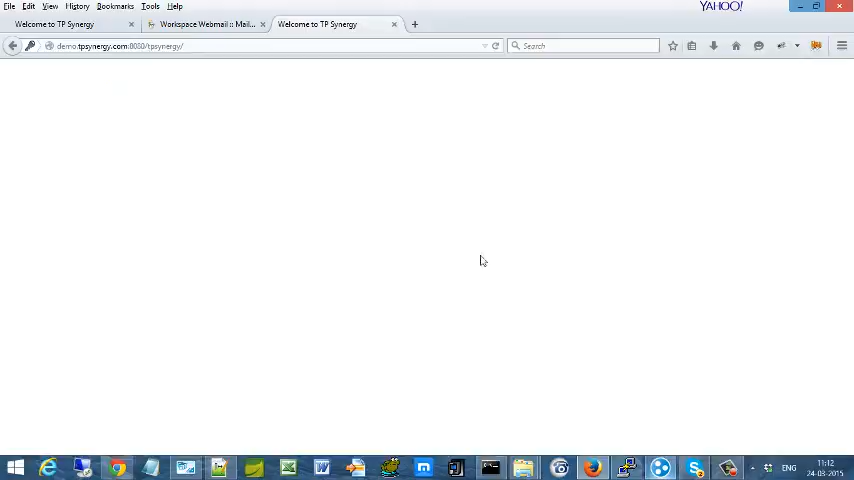 YAHOO!
File Edit View History Bookmarks Tools Help
Welcome to TP Synergy
Workspace Webmail :: Mail...
Welcome to TP Synergy
demo.tpsynergy.com:8080/tpsynergy/
Search
11:12
ENG
24-03-2015